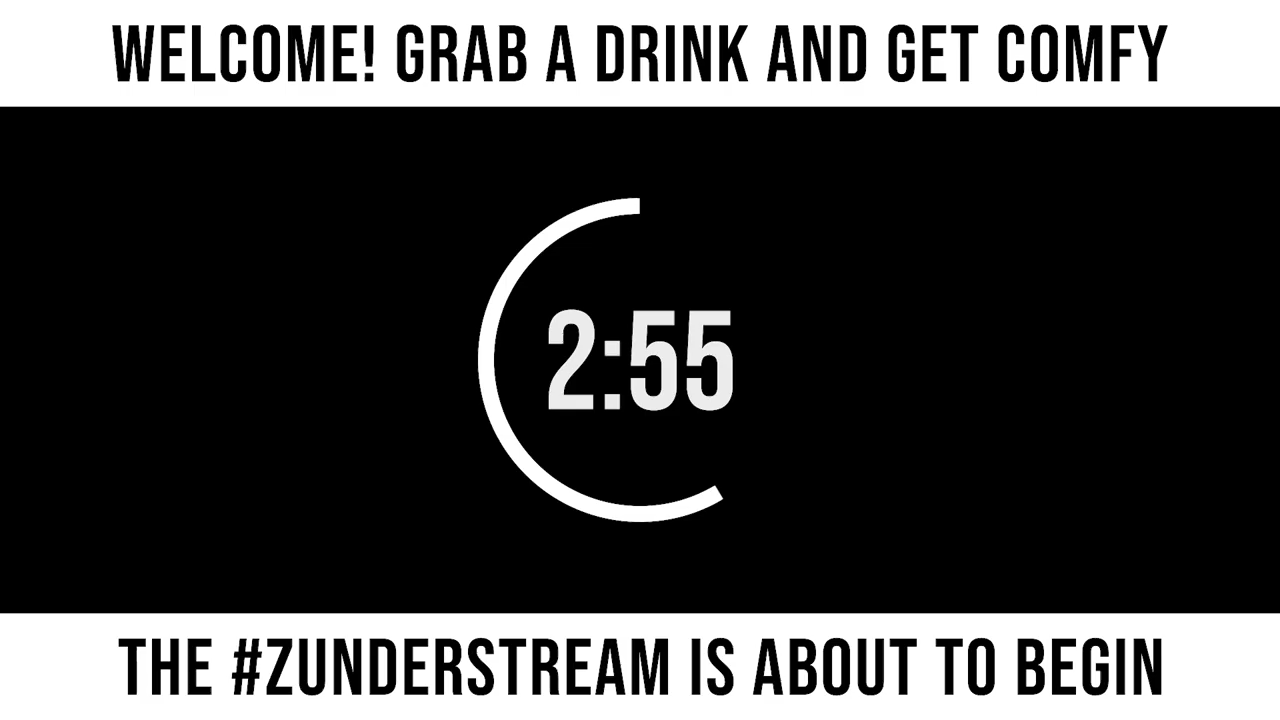 WELCOME! GRAB A DRINK AND GET COMFY
2:55
THE #ZUNDERSTREAM IS ABOUT TO BEGIN